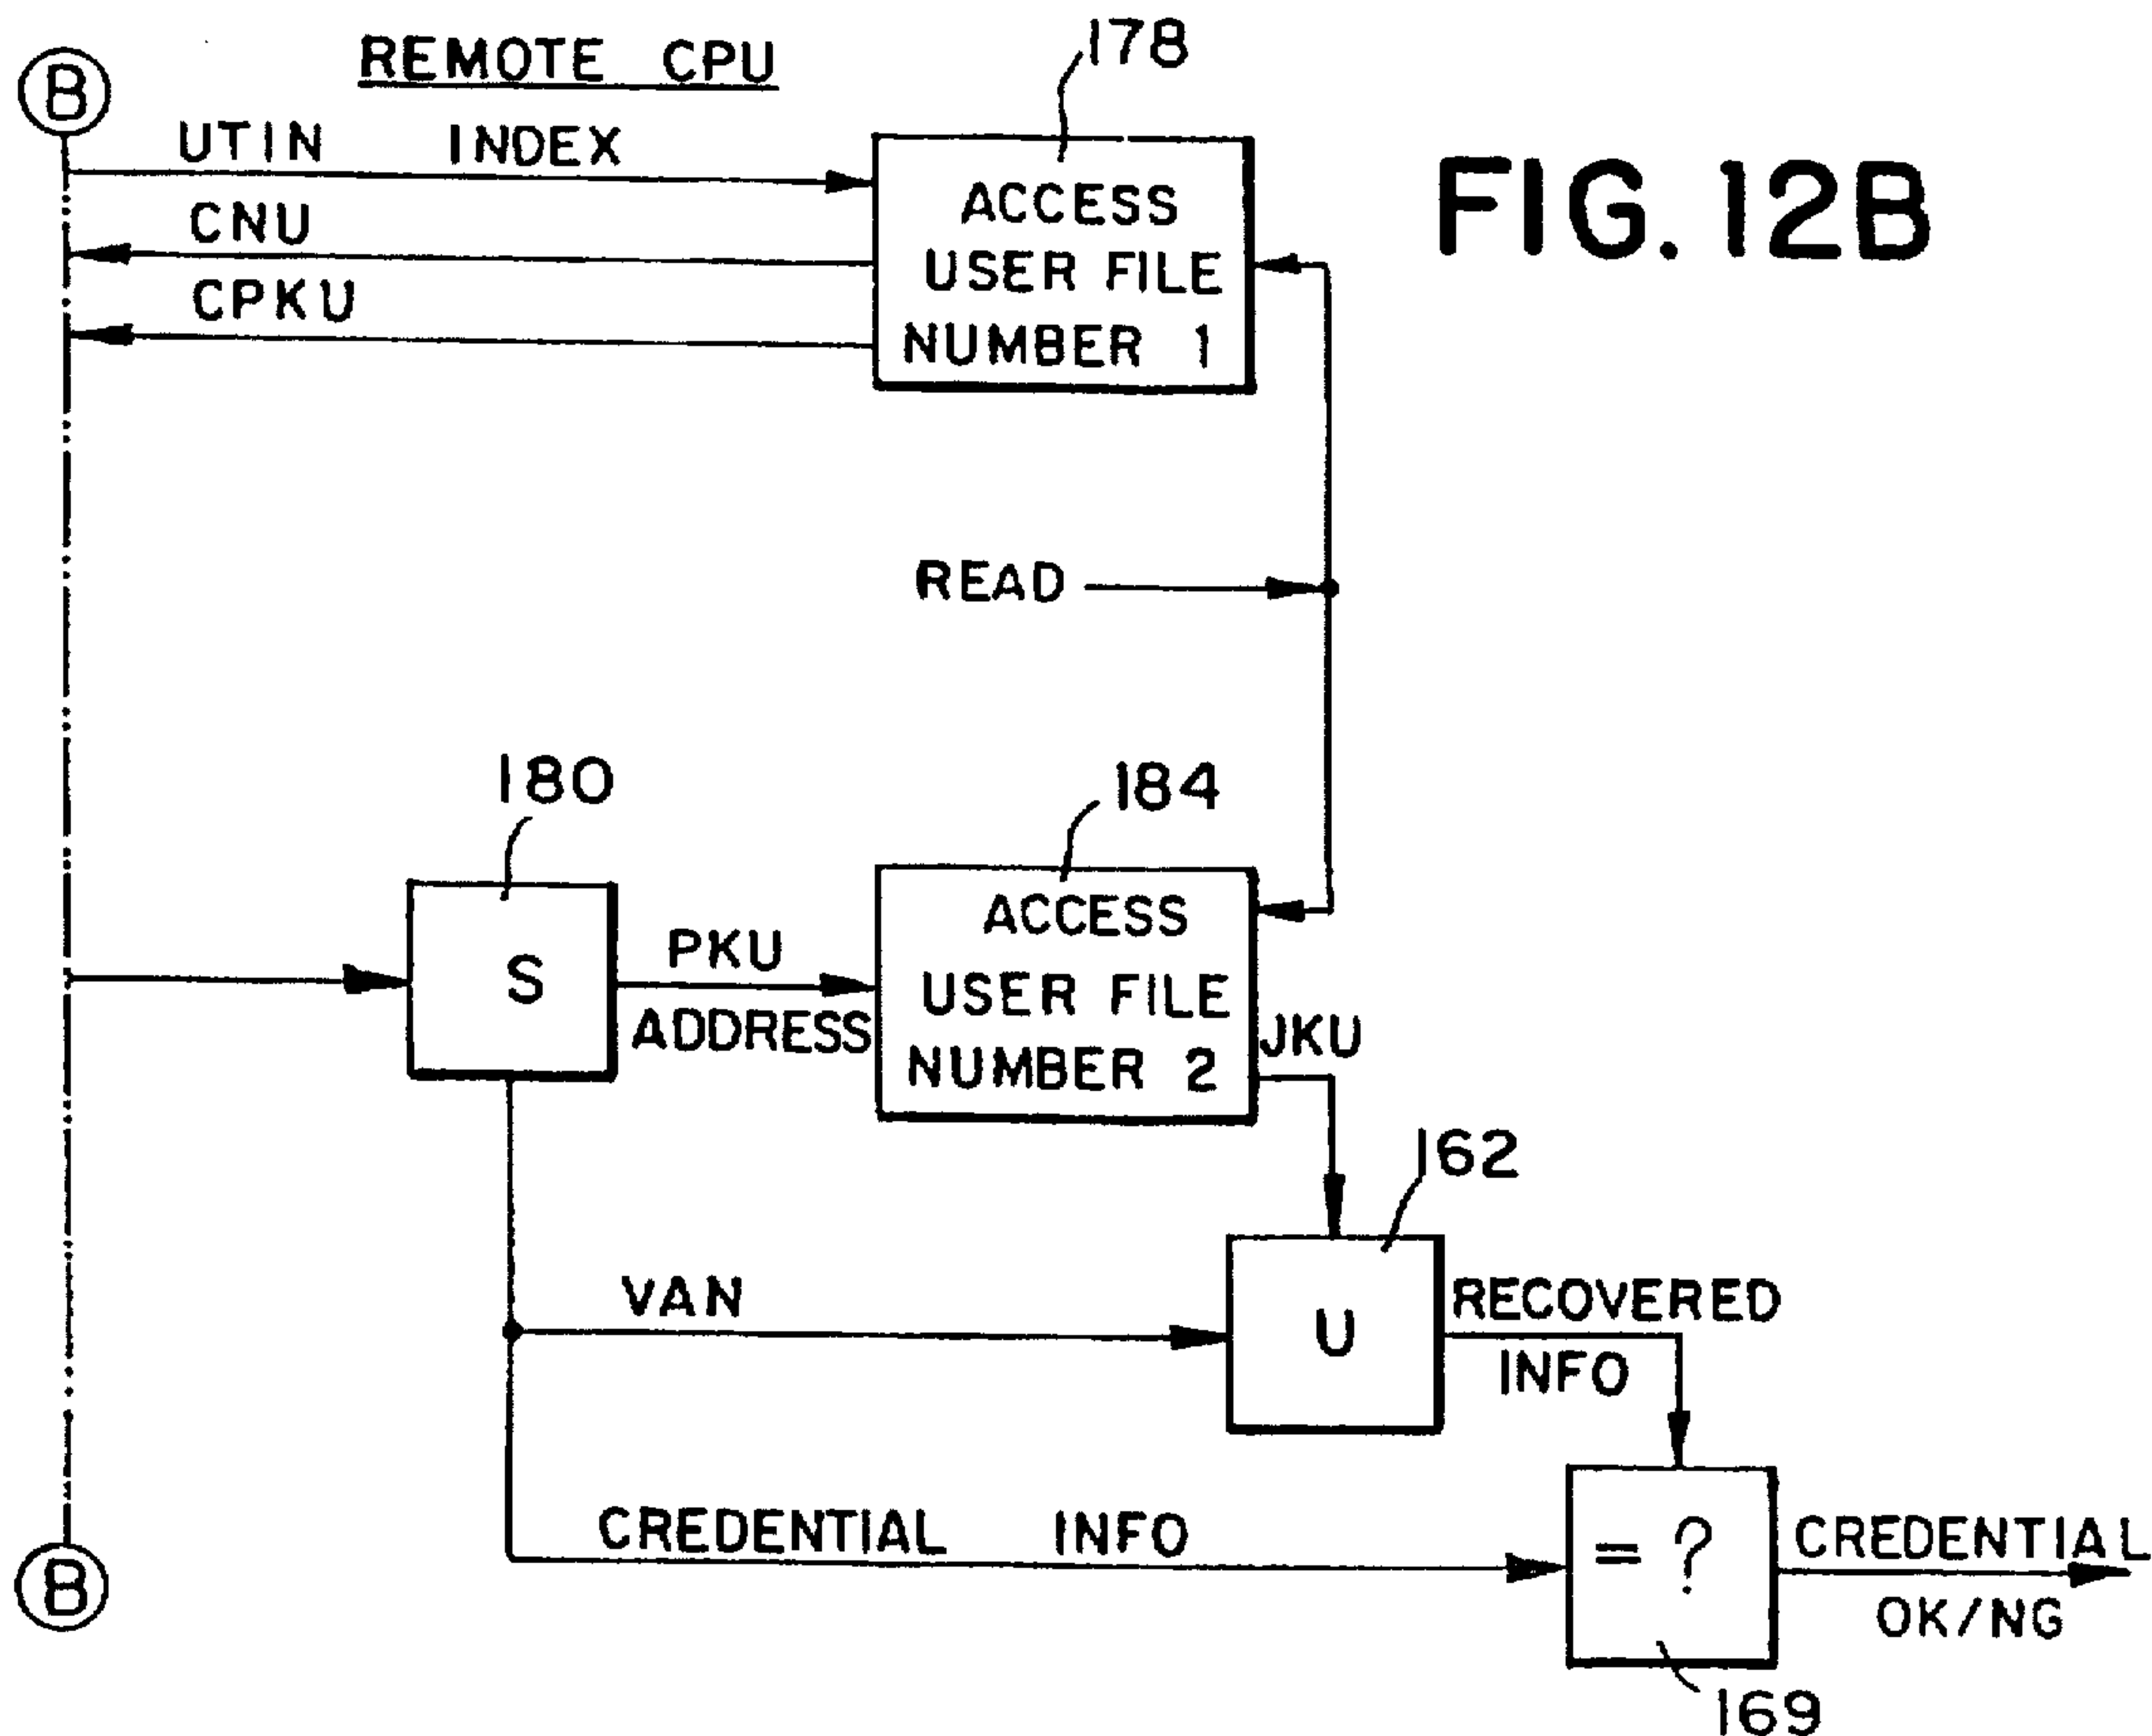 REMOTE CPU
178
B
UTIN INDEX
FIG. 12B
ACCESS
USER FILE
NUMBER 1
CNU
CPKU
READ
180
184
S
PKU
ADDRESS
ACCESS
USER FILE
NUMBER 2
JKU
162
VAN
U
RECOVERED
INFO
CREDENTIAL INFO
= ?
CREDENTIAL
OK/NG
B
169